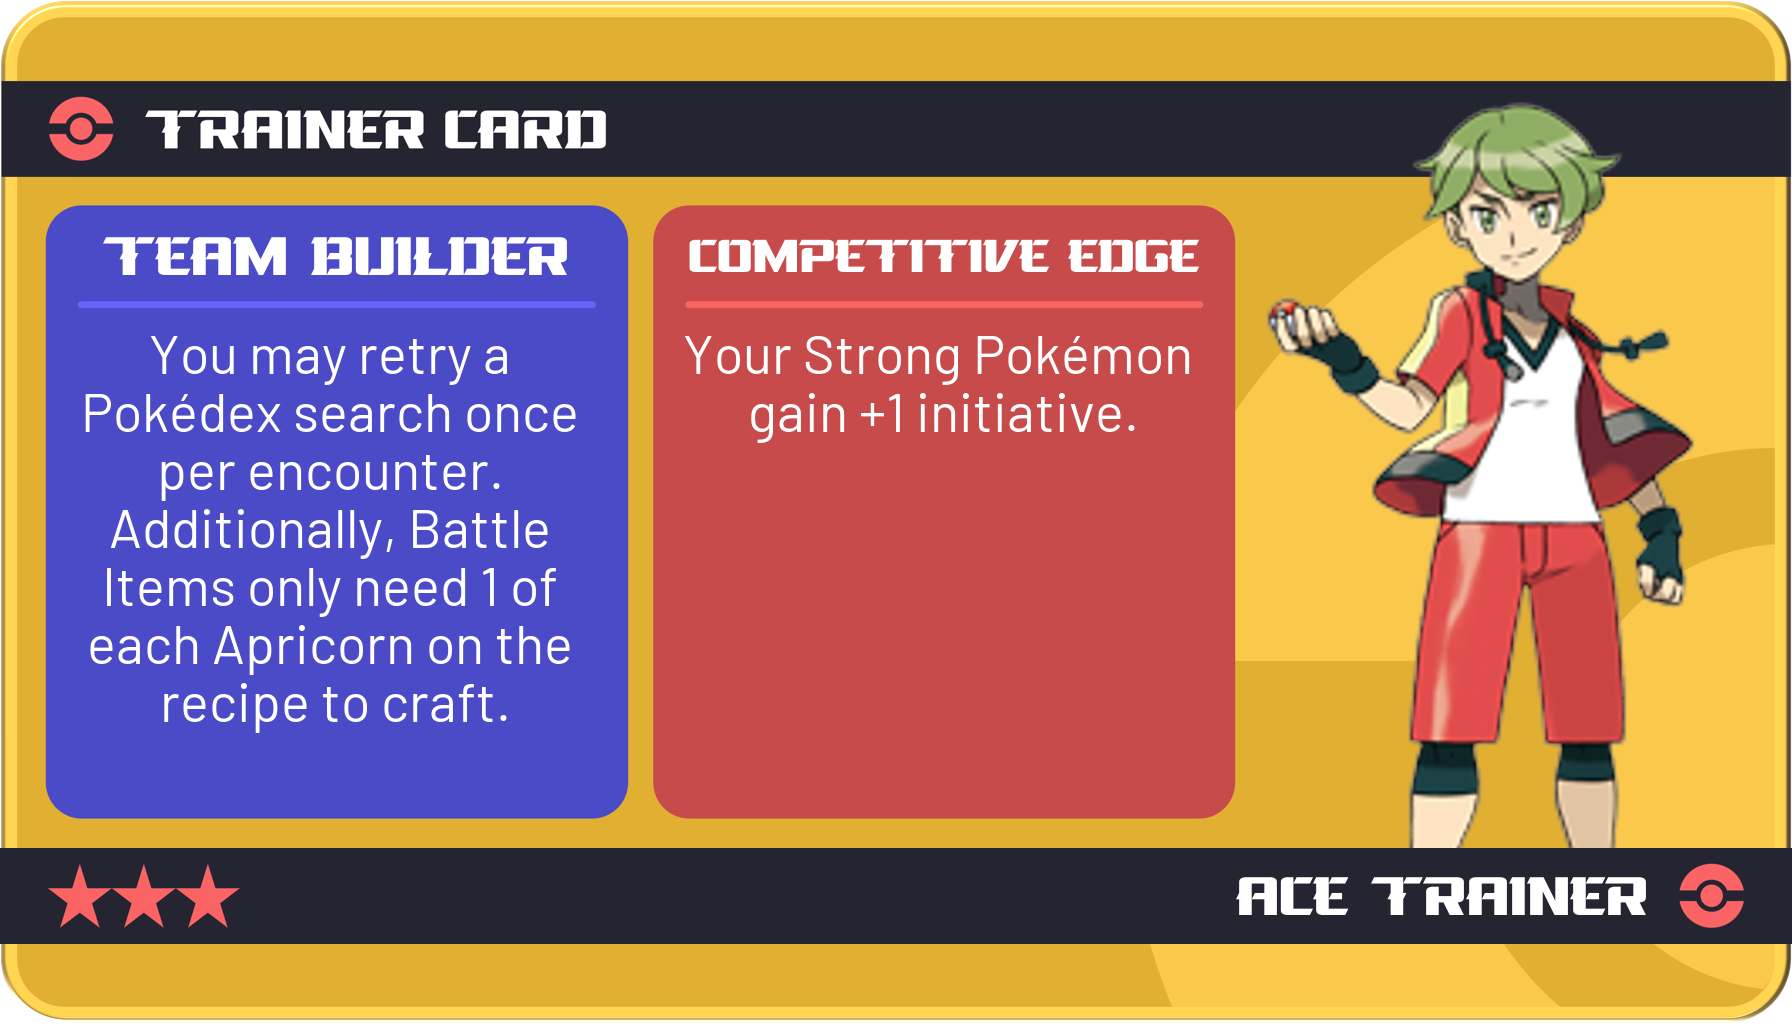 TRAINER CARD
TEAM BUILDER
You may retry a
Pokédex search once
per encounter.
Additionally, Battle
Items only need 1 of
each Apricorn on the
recipe to craft.
COMPETITIVE EDGE
Your Strong Pokémon
gain +1 initiative.
ACE TRAINER